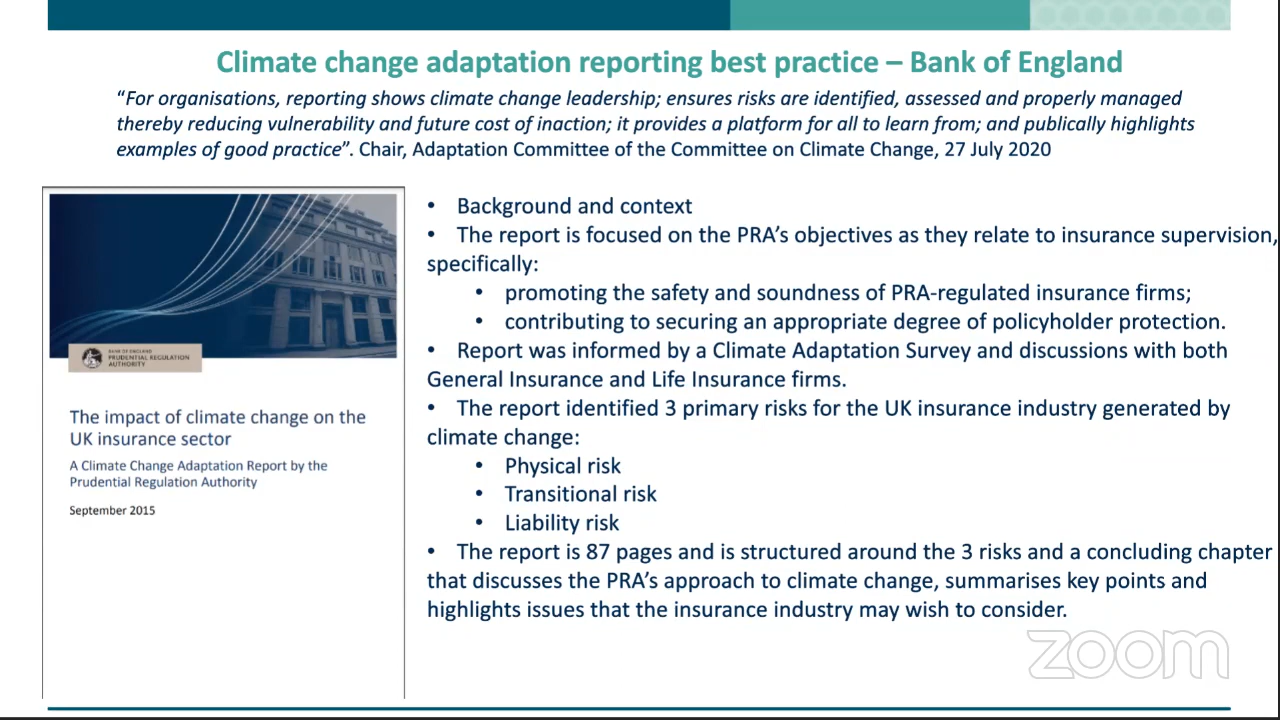 Climate change adaptation reporting best practice – Bank of England
“For organisations, reporting shows climate change leadership; ensures risks are identified, assessed and properly managed
thereby reducing vulnerability and future cost of inaction; it provides a platform for all to learn from; and publically highlights
examples of good practice”. Chair, Adaptation Committee of the Committee on Climate Change, 27 July 2020
BANK OF ENGLAND
PRUDENTIAL REGULATION
AUTHORITY
The impact of climate change on the
UK insurance sector
A Climate Change Adaptation Report by the
Prudential Regulation Authority
September 2015
• Background and context
• The report is focused on the PRA’s objectives as they relate to insurance supervision,
specifically:
• promoting the safety and soundness of PRA-regulated insurance firms;
• contributing to securing an appropriate degree of policyholder protection.
• Report was informed by a Climate Adaptation Survey and discussions with both
General Insurance and Life Insurance firms.
• The report identified 3 primary risks for the UK insurance industry generated by
climate change:
• Physical risk
• Transitional risk
• Liability risk
• The report is 87 pages and is structured around the 3 risks and a concluding chapter
that discusses the PRA’s approach to climate change, summarises key points and
highlights issues that the insurance industry may wish to consider.
zoom